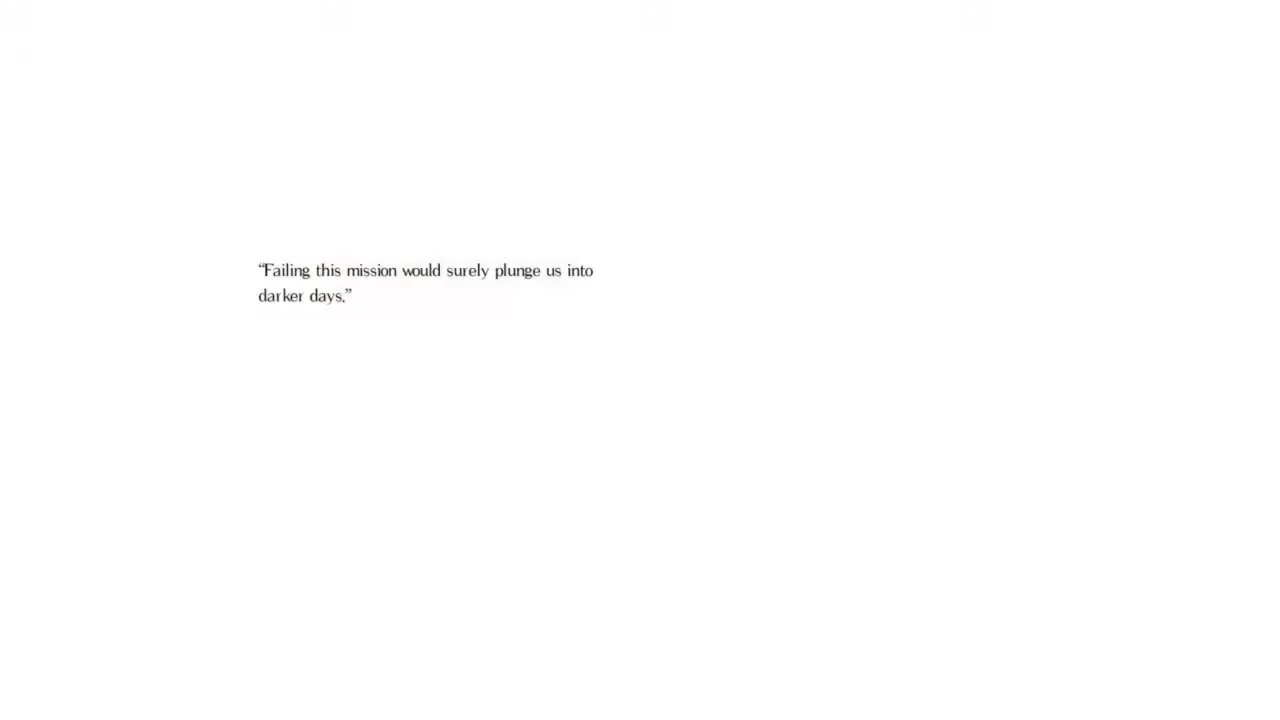 “Failing this mission would surely plunge us into
darker days.”